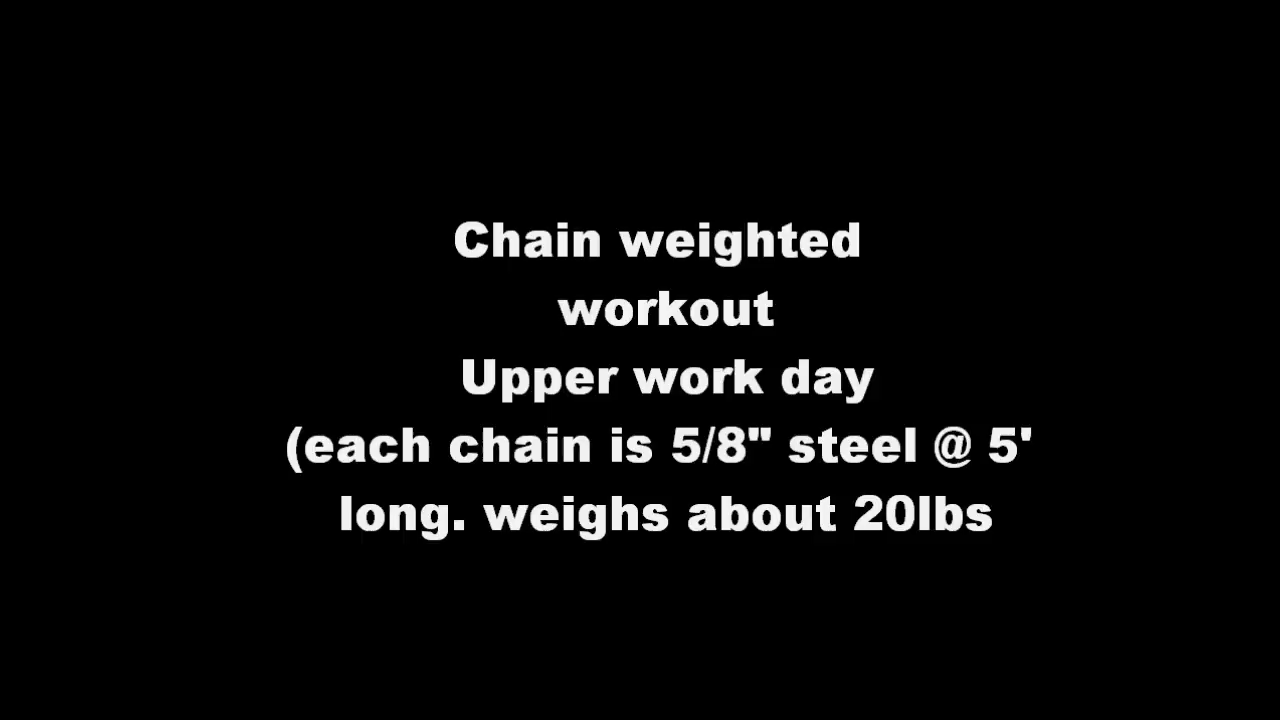 Chain weighted
workout
Upper work day
(each chain is 5/8" steel @ 5'
long. weighs about 20lbs